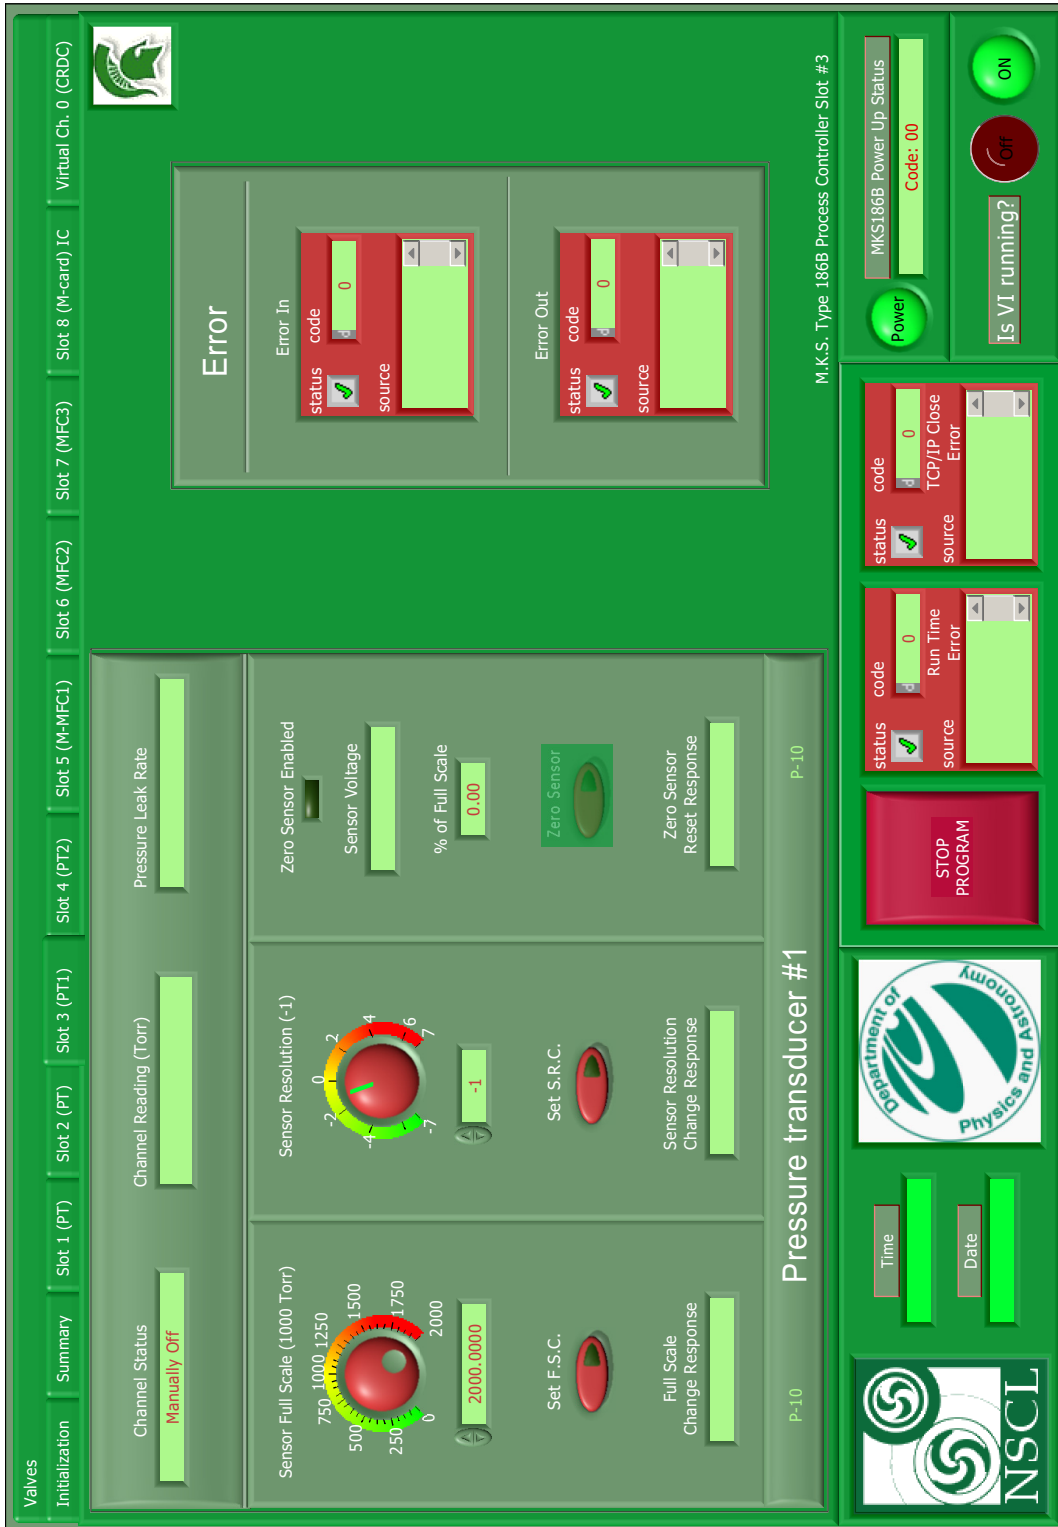 Valves
Initialization
Summary
Slot 1 (PT)
Slot 2 (PT)
Slot 3 (PT1)
Slot 4 (PT2)
Slot 5 (M-MFC1)
Slot 6 (MFC2)
Slot 7 (MFC3)
Slot 8 (M-card) IC
Virtual Ch. 0 (CRDC)
Channel Status
Manually Off
Channel Reading (Torr)
Pressure Leak Rate
Sensor Full Scale (1000 Torr)
0
250
500
750
1000
1250
1500
1750
2000
2000.0000
Set F.S.C.
Full Scale
Change Response
Sensor Resolution (-1)
-7
-4
-2
0
2
4
6
7
-1
Set S.R.C.
Sensor Resolution
Change Response
Zero Sensor Enabled
Sensor Voltage
% of Full Scale
0.00
Zero Sensor
Zero Sensor
Reset Response
P-10
Pressure transducer #1
P-10
Error
Error In
status
code
d
0
source
Error Out
status
code
d
0
source
M.K.S. Type 186B Process Controller Slot #3
NSCL
Time
Date
Department of
Physics and Astronomy
STOP
PROGRAM
status
code
d
0
Run Time
Error
source
status
code
d
0
TCP/IP Close
Error
source
Power
MKS186B Power Up Status
Code: 00
Is VI running?
Off
ON